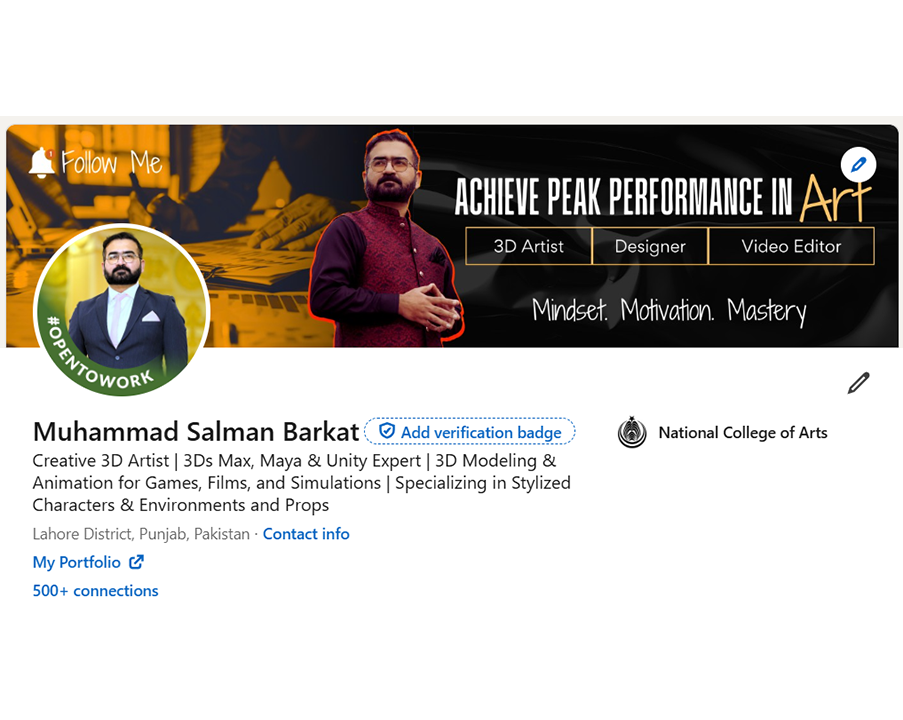 Follow Me
ACHIEVE PEAK PERFORMANCE IN Art
3D Artist
Designer
Video Editor
Mindset. Motivation. Mastery
#OPENTOWORK
Muhammad Salman Barkat
Add verification badge
National College of Arts
Creative 3D Artist | 3Ds Max, Maya & Unity Expert | 3D Modeling &
Animation for Games, Films, and Simulations | Specializing in Stylized
Characters & Environments and Props
Lahore District, Punjab, Pakistan · Contact info
My Portfolio
500+ connections